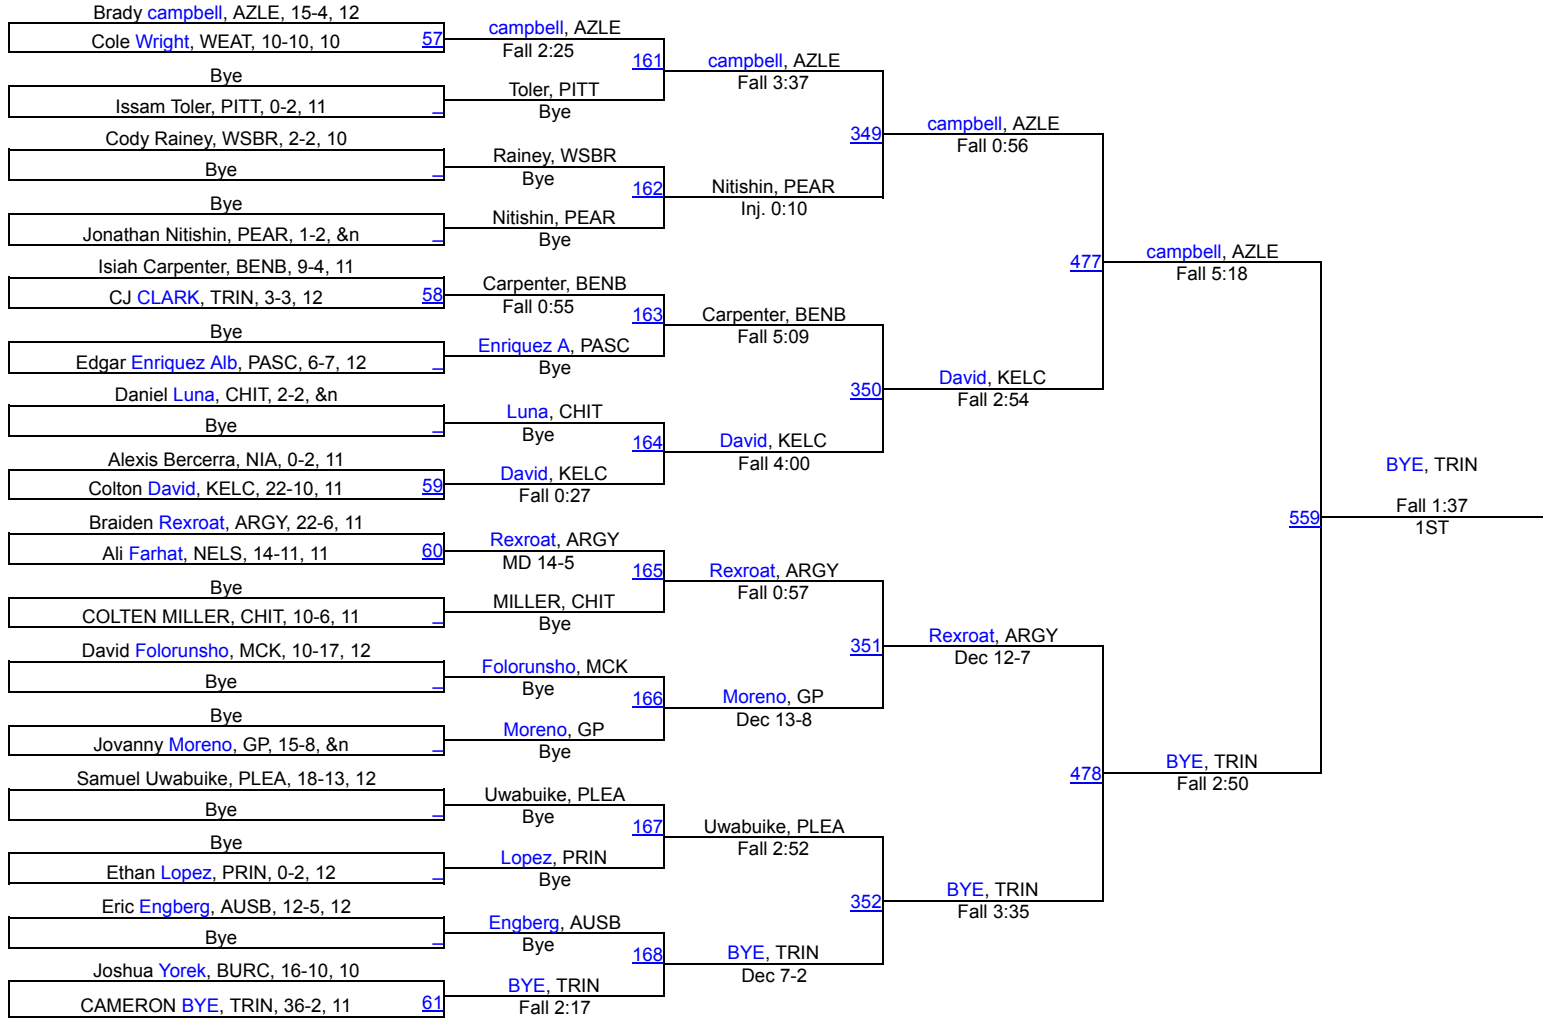 Brady campbell, AZLE, 15-4, 12
Cole Wright, WEAT, 10-10, 10
57
Bye
Issam Toler, PITT, 0-2, 11
Cody Rainey, WSBR, 2-2, 10
Bye
Bye
Jonathan Nitishin, PEAR, 1-2, &n
Isiah Carpenter, BENB, 9-4, 11
CJ CLARK, TRIN, 3-3, 12
58
Bye
Edgar Enriquez Alb, PASC, 6-7, 12
Daniel Luna, CHIT, 2-2, &n
Bye
Alexis Bercerra, NIA, 0-2, 11
Colton David, KELC, 22-10, 11
59
Braiden Rexroat, ARGY, 22-6, 11
Ali Farhat, NELS, 14-11, 11
60
Bye
COLTEN MILLER, CHIT, 10-6, 11
David Folorunsho, MCK, 10-17, 12
Bye
Bye
Jovanny Moreno, GP, 15-8, &n
Samuel Uwabuike, PLEA, 18-13, 12
Bye
Bye
Ethan Lopez, PRIN, 0-2, 12
Eric Engberg, AUSB, 12-5, 12
Bye
Joshua Yorek, BURC, 16-10, 10
CAMERON BYE, TRIN, 36-2, 11
61
campbell, AZLE
Fall 2:25
161
Toler, PITT
Bye
Rainey, WSBR
Bye
162
Nitishin, PEAR
Bye
Carpenter, BENB
Fall 0:55
163
Enriquez A, PASC
Bye
Luna, CHIT
Bye
164
David, KELC
Fall 0:27
Rexroat, ARGY
MD 14-5
165
MILLER, CHIT
Bye
Folorunsho, MCK
Bye
166
Moreno, GP
Bye
Uwabuike, PLEA
Bye
167
Lopez, PRIN
Bye
Engberg, AUSB
Bye
168
BYE, TRIN
Fall 2:17
campbell, AZLE
Fall 3:37
349
Nitishin, PEAR
Inj. 0:10
Carpenter, BENB
Fall 5:09
350
David, KELC
Fall 4:00
Rexroat, ARGY
Fall 0:57
351
Moreno, GP
Dec 13-8
Uwabuike, PLEA
Fall 2:52
352
BYE, TRIN
Dec 7-2
campbell, AZLE
Fall 0:56
477
David, KELC
Fall 2:54
Rexroat, ARGY
Dec 12-7
478
BYE, TRIN
Fall 3:35
campbell, AZLE
Fall 5:18
559
BYE, TRIN
Fall 2:50
BYE, TRIN
Fall 1:37
1ST